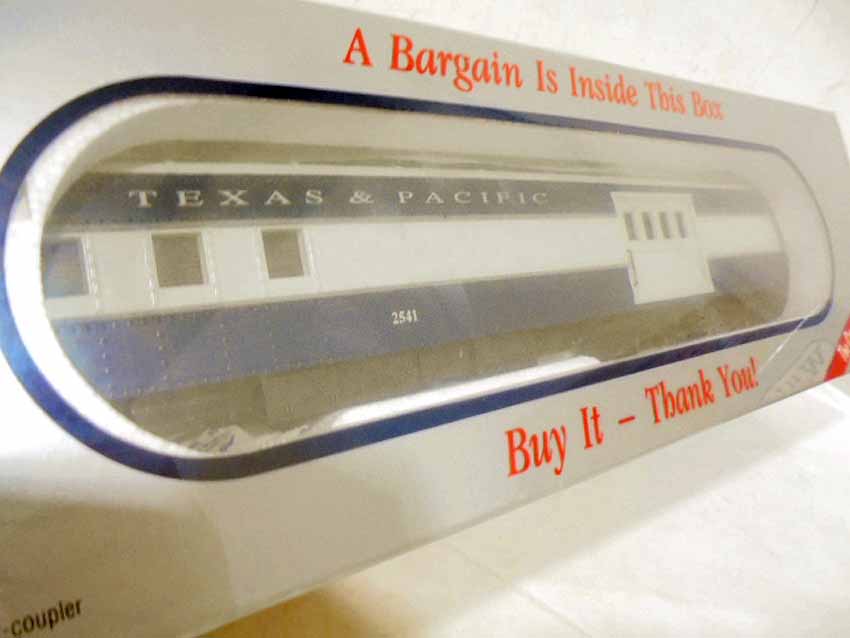 A Bargain Is Inside This Box
TEXAS & PACIFIC
2541
Buy It – Thank You!
-coupler